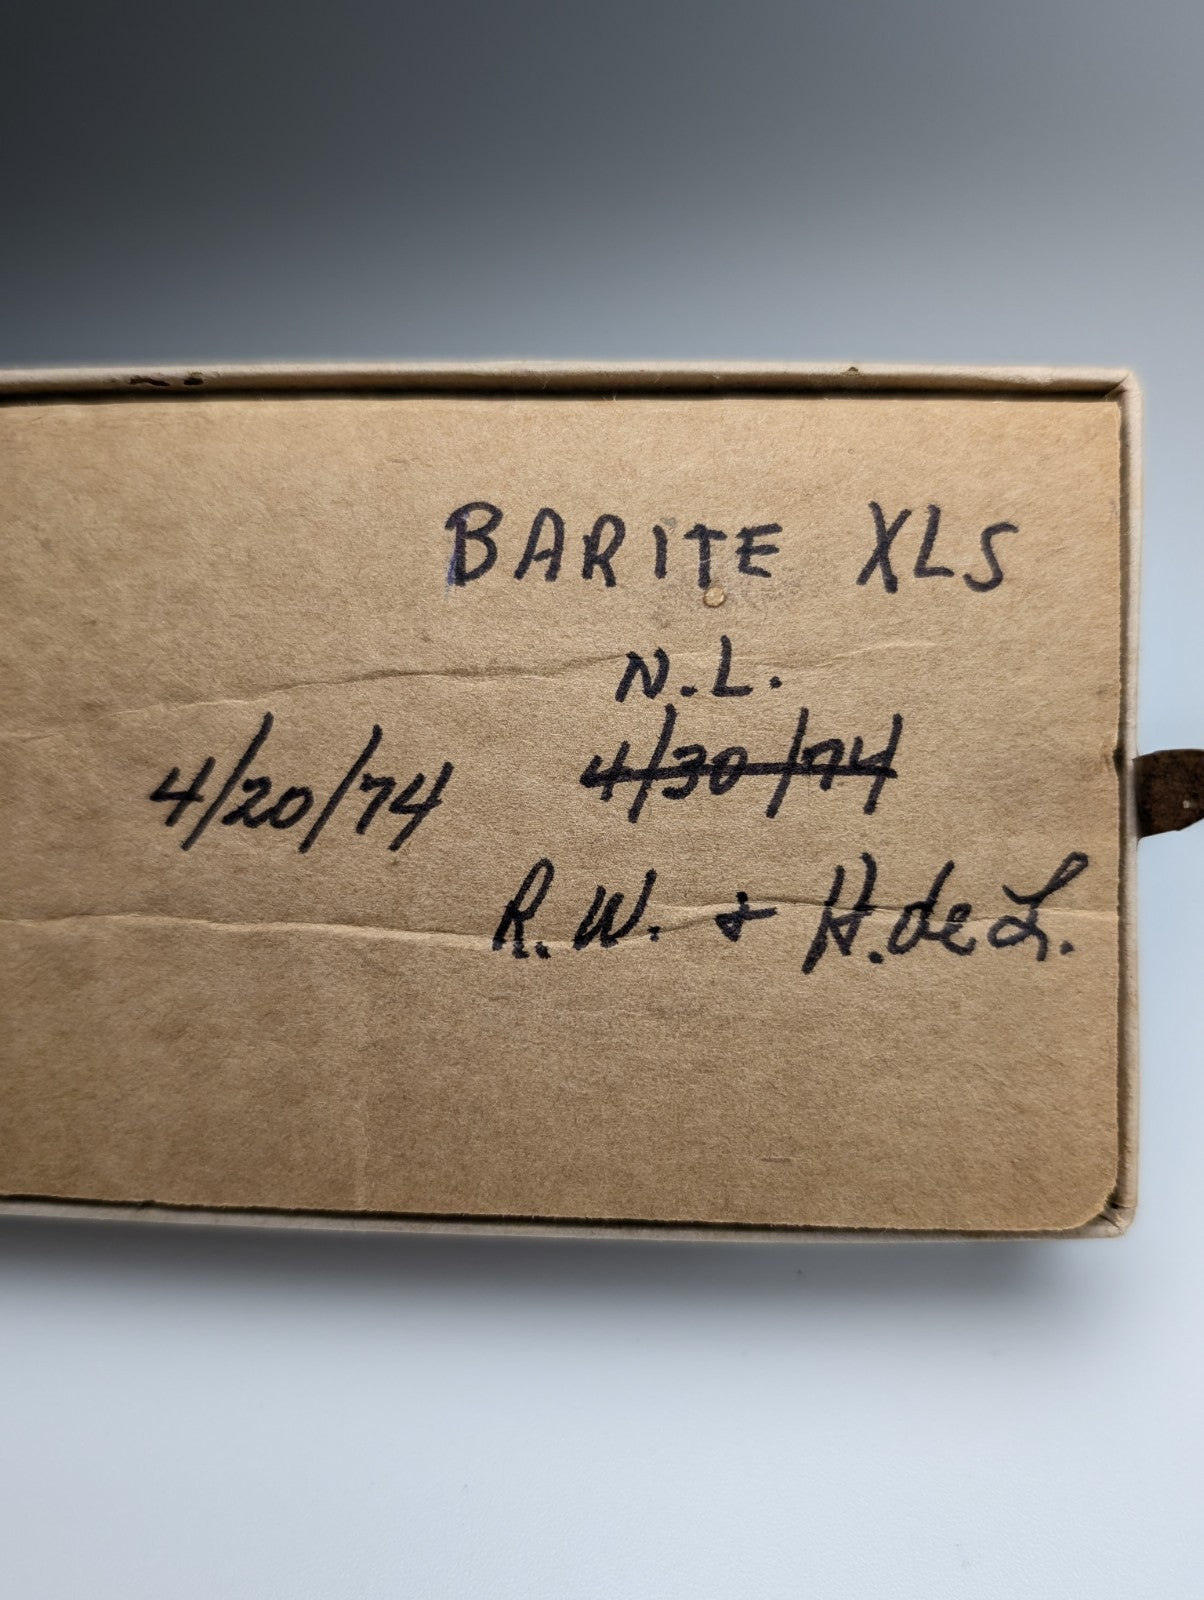 BARITE XLS
N.L.
4/20/74 4/30/74
R.W. + H. de L.